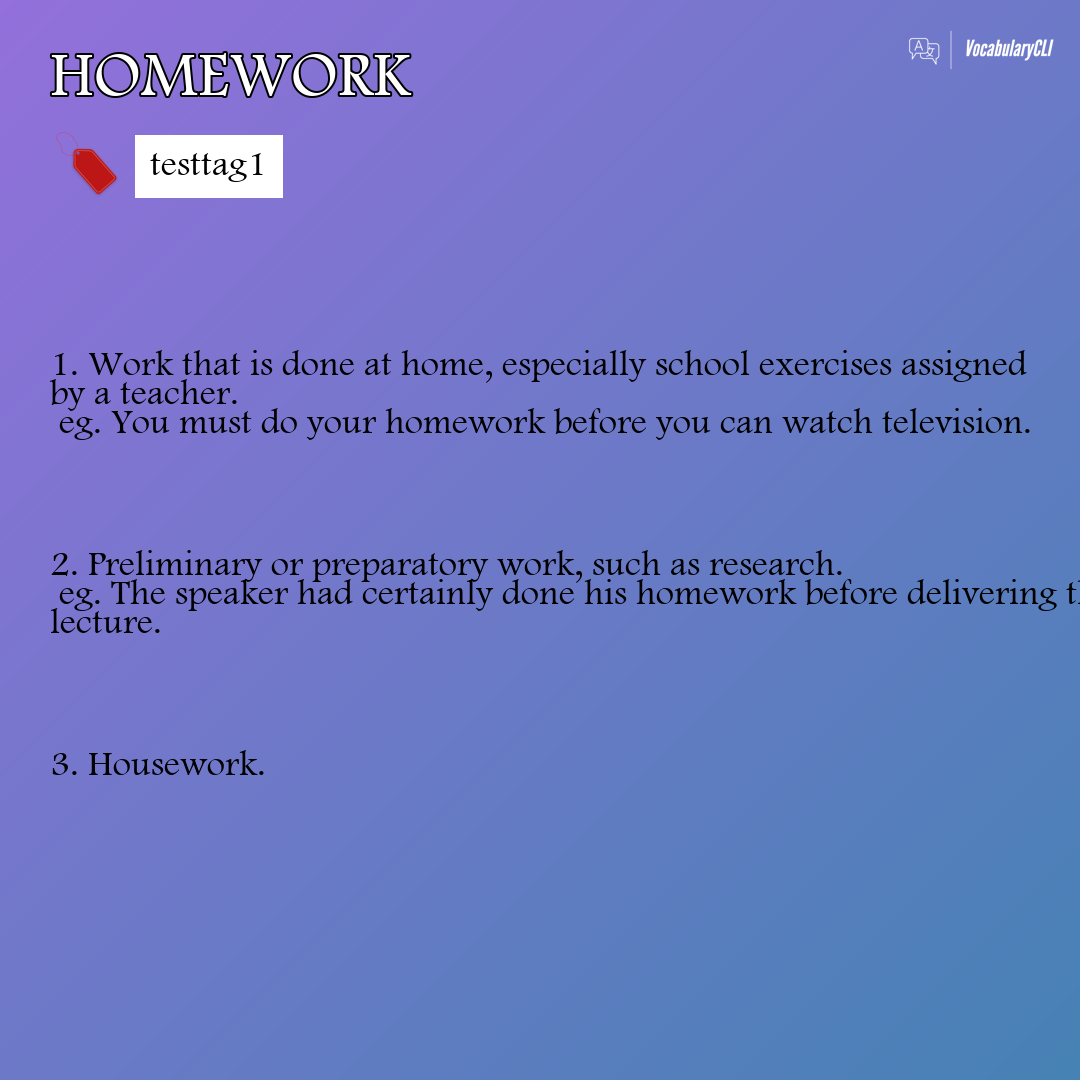 HOMEWORK
VocabularyCLI
testtag1
1. Work that is done at home, especially school exercises assigned
by a teacher.
eg. You must do your homework before you can watch television.
2. Preliminary or preparatory work, such as research.
eg. The speaker had certainly done his homework before delivering
lecture.
3. Housework.